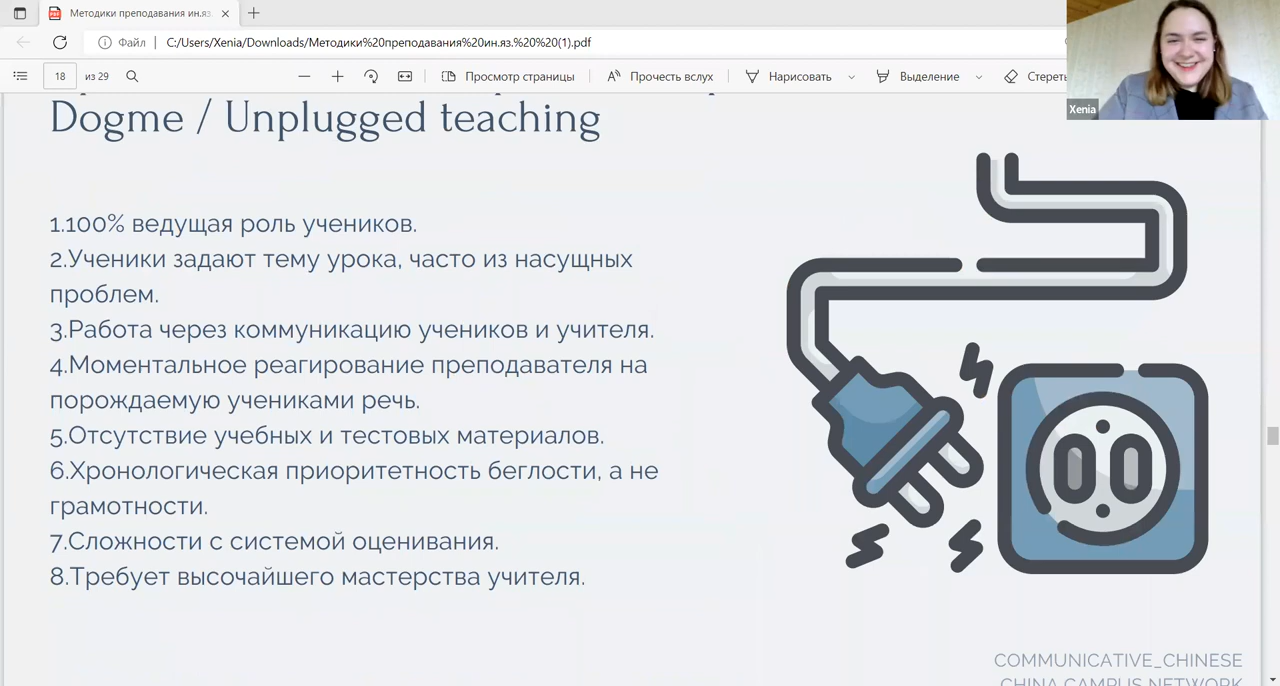 Методики преподавания ин.яз.
Файл
C:/Users/Xenia/Downloads/Методики%20преподавания%20ин.яз.%20%20(1).pdf
18
из 29
Просмотр страницы
Прочесть вслух
Нарисовать
Выделение
Стереть
Xenia
Dogme / Unplugged teaching
1.100% ведущая роль учеников.
2.Ученики задают тему урока, часто из насущных
проблем.
3.Работа через коммуникацию учеников и учителя.
4.Моментальное реагирование преподавателя на
порождаемую учениками речь.
5.Отсутствие учебных и тестовых материалов.
6.Хронологическая приоритетность беглости, а не
грамотности.
7.Сложности с системой оценивания.
8.Требует высочайшего мастерства учителя.
COMMUNICATIVE_CHINESE
CHINA CAMPUS NETWORK